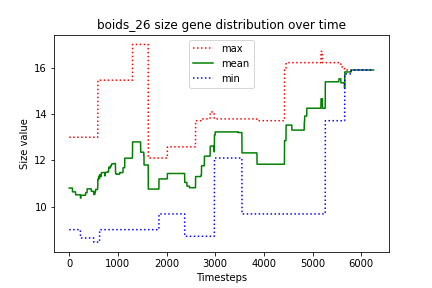 boids_26 size gene distribution over time
max
mean
min
Size value
16
14
12
10
0
1000
2000
3000
4000
5000
6000
Timesteps